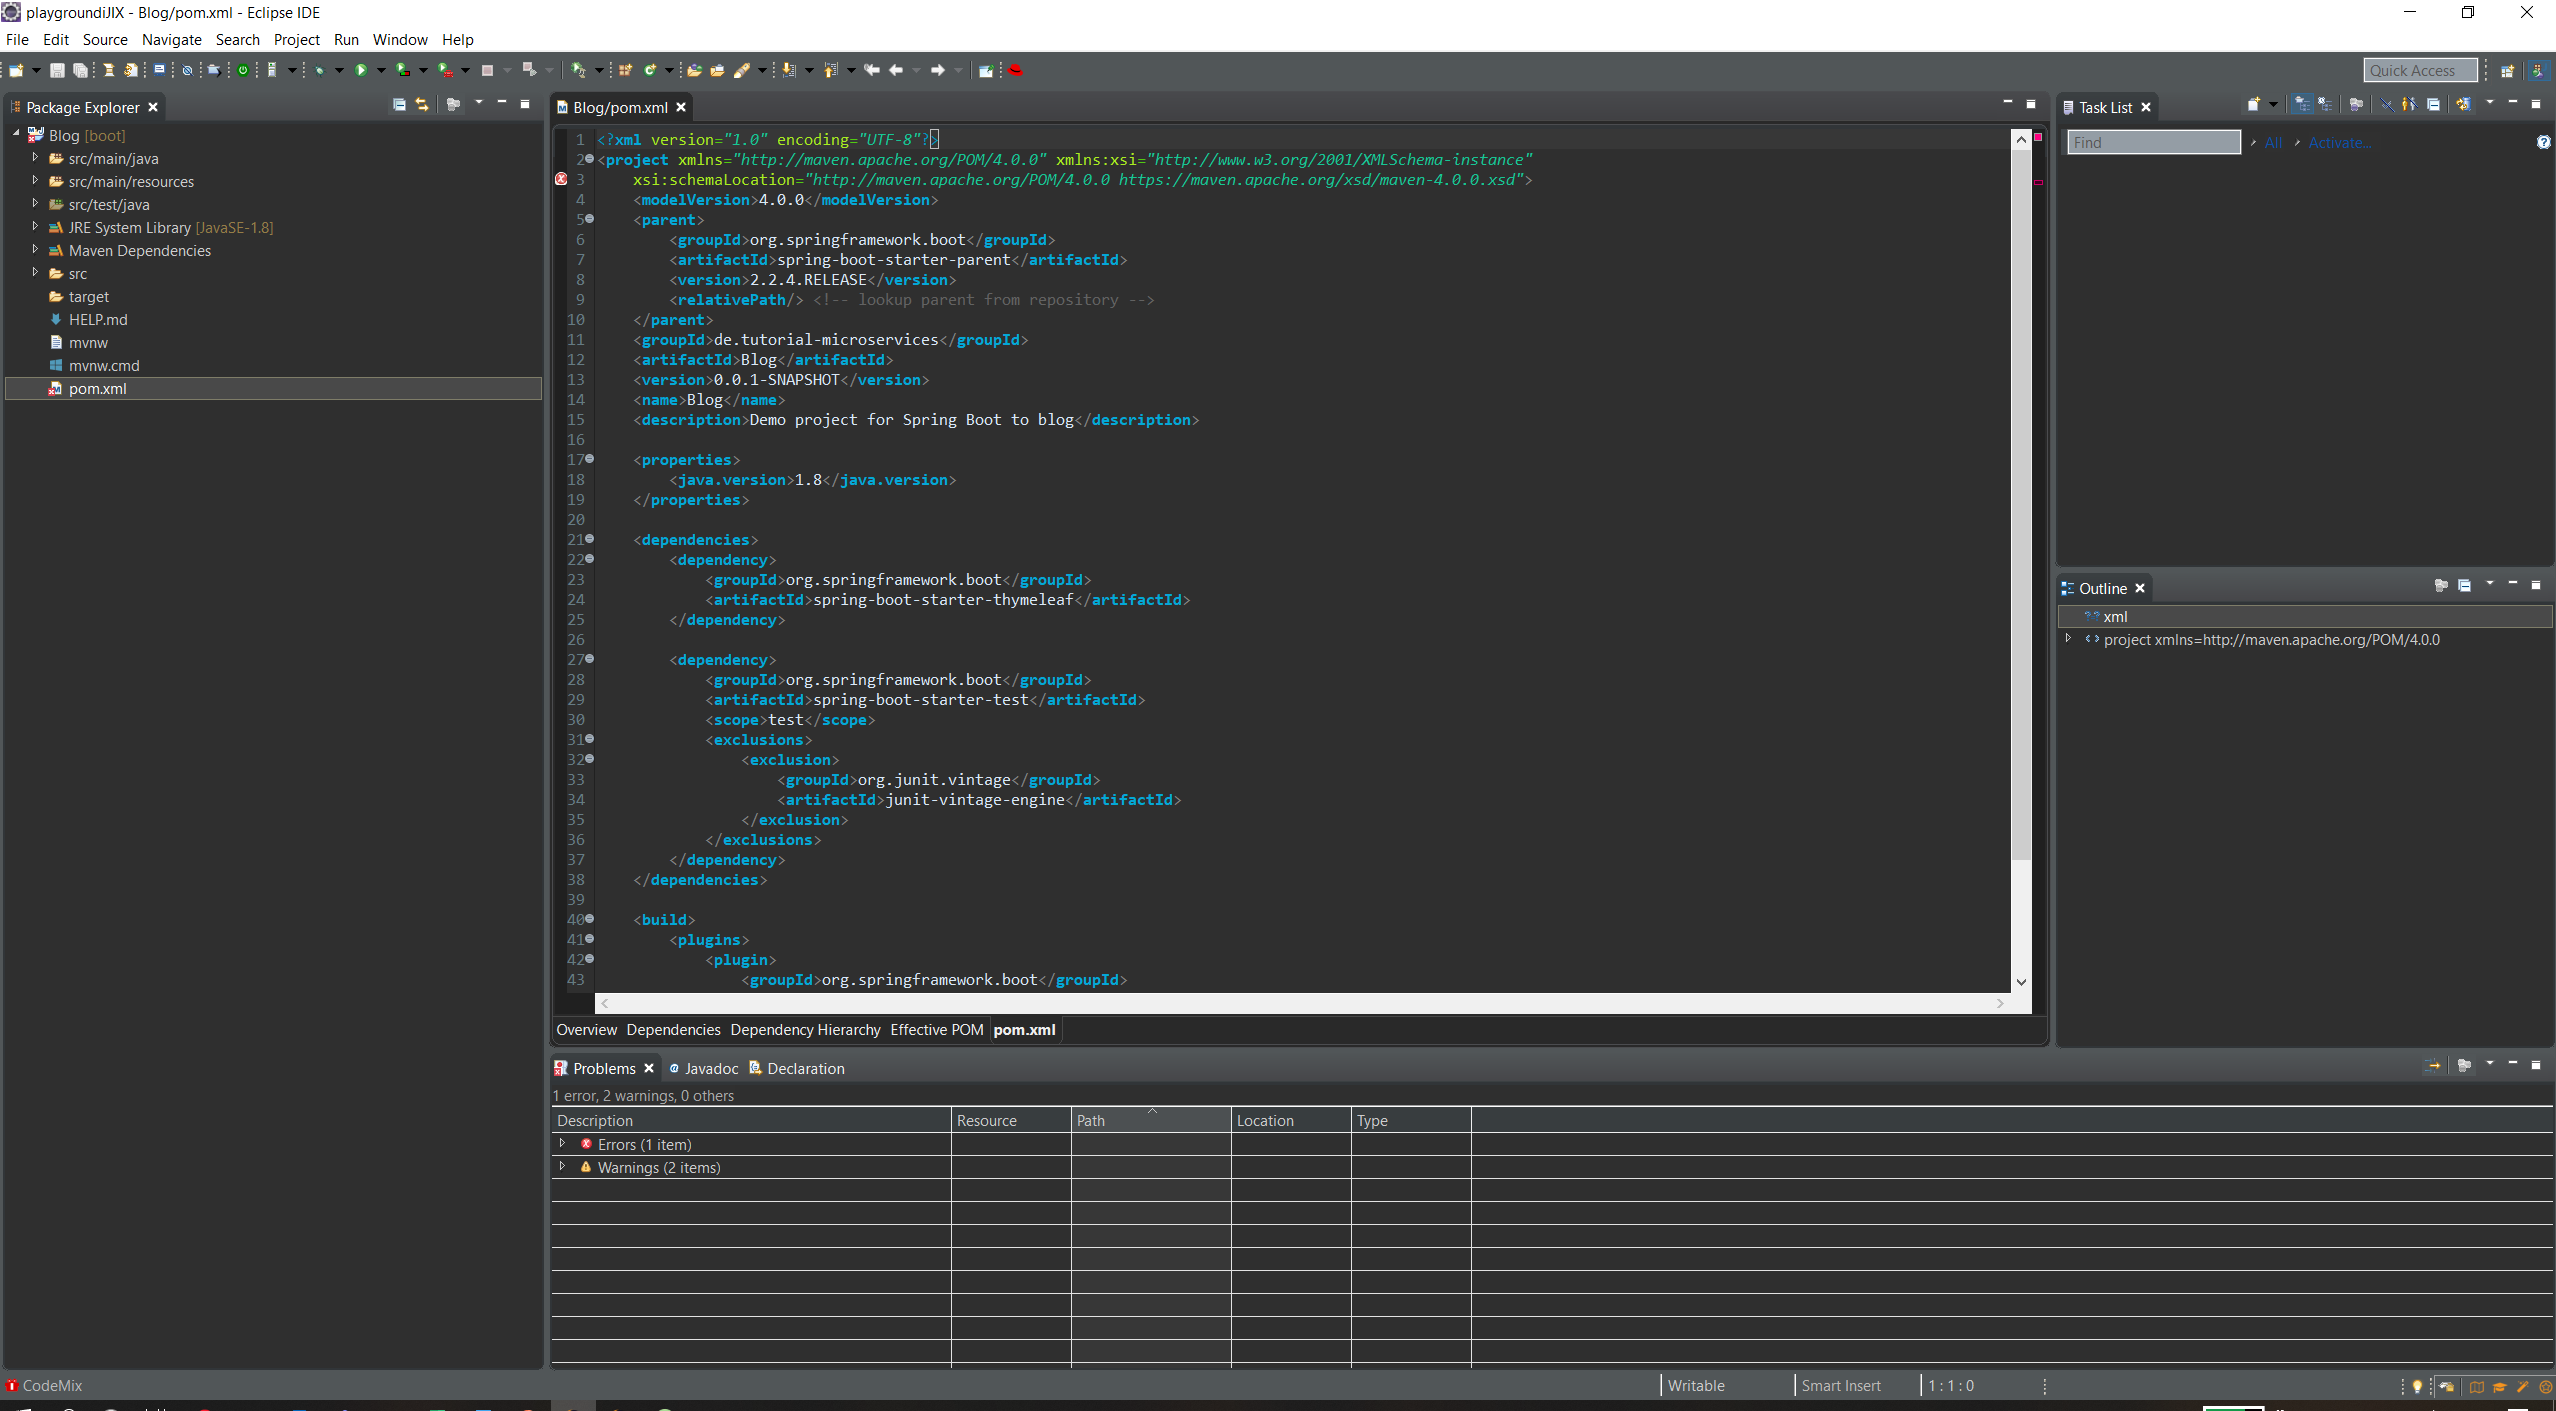 playgroundiJIX - Blog/pom.xml - Eclipse IDE
File Edit Source Navigate Search Project Run Window Help
Quick Access
Package Explorer
Blog [boot]
src/main/java
src/main/resources
src/test/java
JRE System Library [JavaSE-1.8]
Maven Dependencies
src
target
HELP.md
mvnw
mvnw.cmd
pom.xml
Blog/pom.xml
1 <?xml version="1.0" encoding="UTF-8"?>
2 <project xmlns="http://maven.apache.org/POM/4.0.0" xmlns:xsi="http://www.w3.org/2001/XMLSchema-instance"
3 xsi:schemaLocation="http://maven.apache.org/POM/4.0.0 https://maven.apache.org/xsd/maven-4.0.0.xsd">
4 <modelVersion>4.0.0</modelVersion>
5 <parent>
6 <groupId>org.springframework.boot</groupId>
7 <artifactId>spring-boot-starter-parent</artifactId>
8 <version>2.2.4.RELEASE</version>
9 <relativePath/> <!-- lookup parent from repository -->
10 </parent>
11 <groupId>de.tutorial-microservices</groupId>
12 <artifactId>Blog</artifactId>
13 <version>0.0.1-SNAPSHOT</version>
14 <name>Blog</name>
15 <description>Demo project for Spring Boot to blog</description>
16
17 <properties>
18 <java.version>1.8</java.version>
19 </properties>
20
21 <dependencies>
22 <dependency>
23 <groupId>org.springframework.boot</groupId>
24 <artifactId>spring-boot-starter-thymeleaf</artifactId>
25 </dependency>
26
27 <dependency>
28 <groupId>org.springframework.boot</groupId>
29 <artifactId>spring-boot-starter-test</artifactId>
30 <scope>test</scope>
31 <exclusions>
32 <exclusion>
33 <groupId>org.junit.vintage</groupId>
34 <artifactId>junit-vintage-engine</artifactId>
35 </exclusion>
36 </exclusions>
37 </dependency>
38 </dependencies>
39
40 <build>
41 <plugins>
42 <plugin>
43 <groupId>org.springframework.boot</groupId>
Overview Dependencies Dependency Hierarchy Effective POM pom.xml
Task List
Find All Activate...
Outline
xml
project xmlns=http://maven.apache.org/POM/4.0.0
Problems Javadoc Declaration
1 error, 2 warnings, 0 others
Description Resource Path Location Type
Errors (1 item)
Warnings (2 items)
CodeMix Writable Smart Insert 1 : 1 : 0